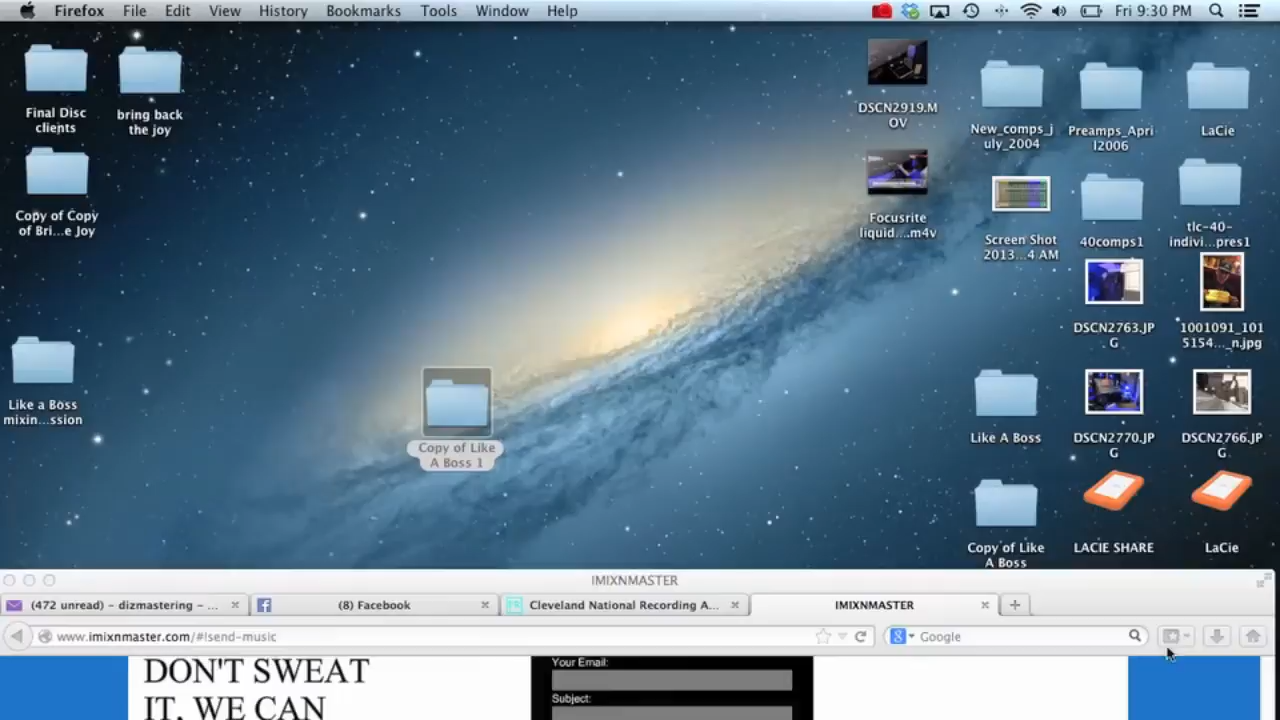 Firefox File Edit View History Bookmarks Tools Window Help Fri 9:30 PM
Final Disc
clients
bring back
the joy
DSCN2919.M
OV
New_comps_j
uly_2004
Preamps_Apri
l2006
LaCie
Copy of Copy
of Bri...e Joy
Focusrite
liquid....m4v
Screen Shot
2013...4 AM
40comps1
tlc-40-
indivi...pres1
DSCN2763.JP
G
1001091_101
5154..._n.jpg
Like a Boss
mixin...ssion
Copy of Like
A Boss 1
Like A Boss
DSCN2770.JP
G
DSCN2766.JP
G
Copy of Like
A Boss
LACIE SHARE
LaCie
IMIXNMASTER
(472 unread) - dizmastering - ...
(8) Facebook
Cleveland National Recording A...
IMIXNMASTER
www.imixnmaster.com/#!send-music
Google
DON'T SWEAT
IT, WE CAN
Your Email:
Subject: